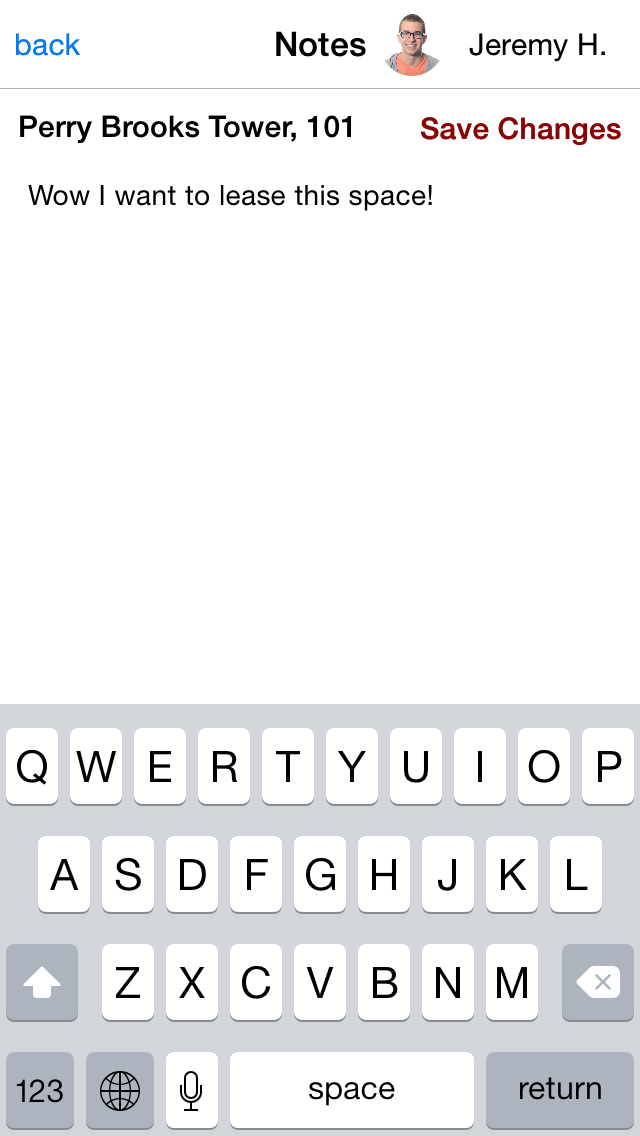 back Notes Jeremy H.
Perry Brooks Tower, 101 Save Changes
Wow I want to lease this space!
Q W E R T Y U I O P
A S D F G H J K L
Z X C V B N M
123 space return